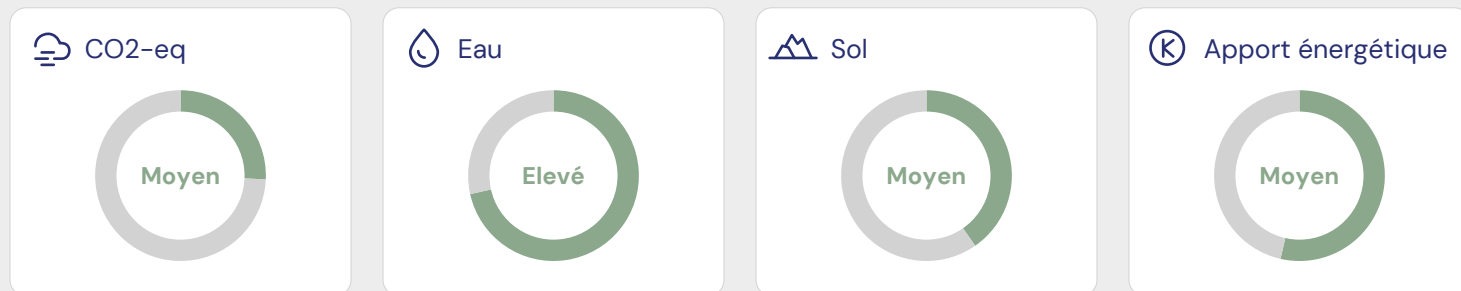 CO2-eq
Moyen
Eau
Elevé
Sol
Moyen
Apport énergétique
Moyen